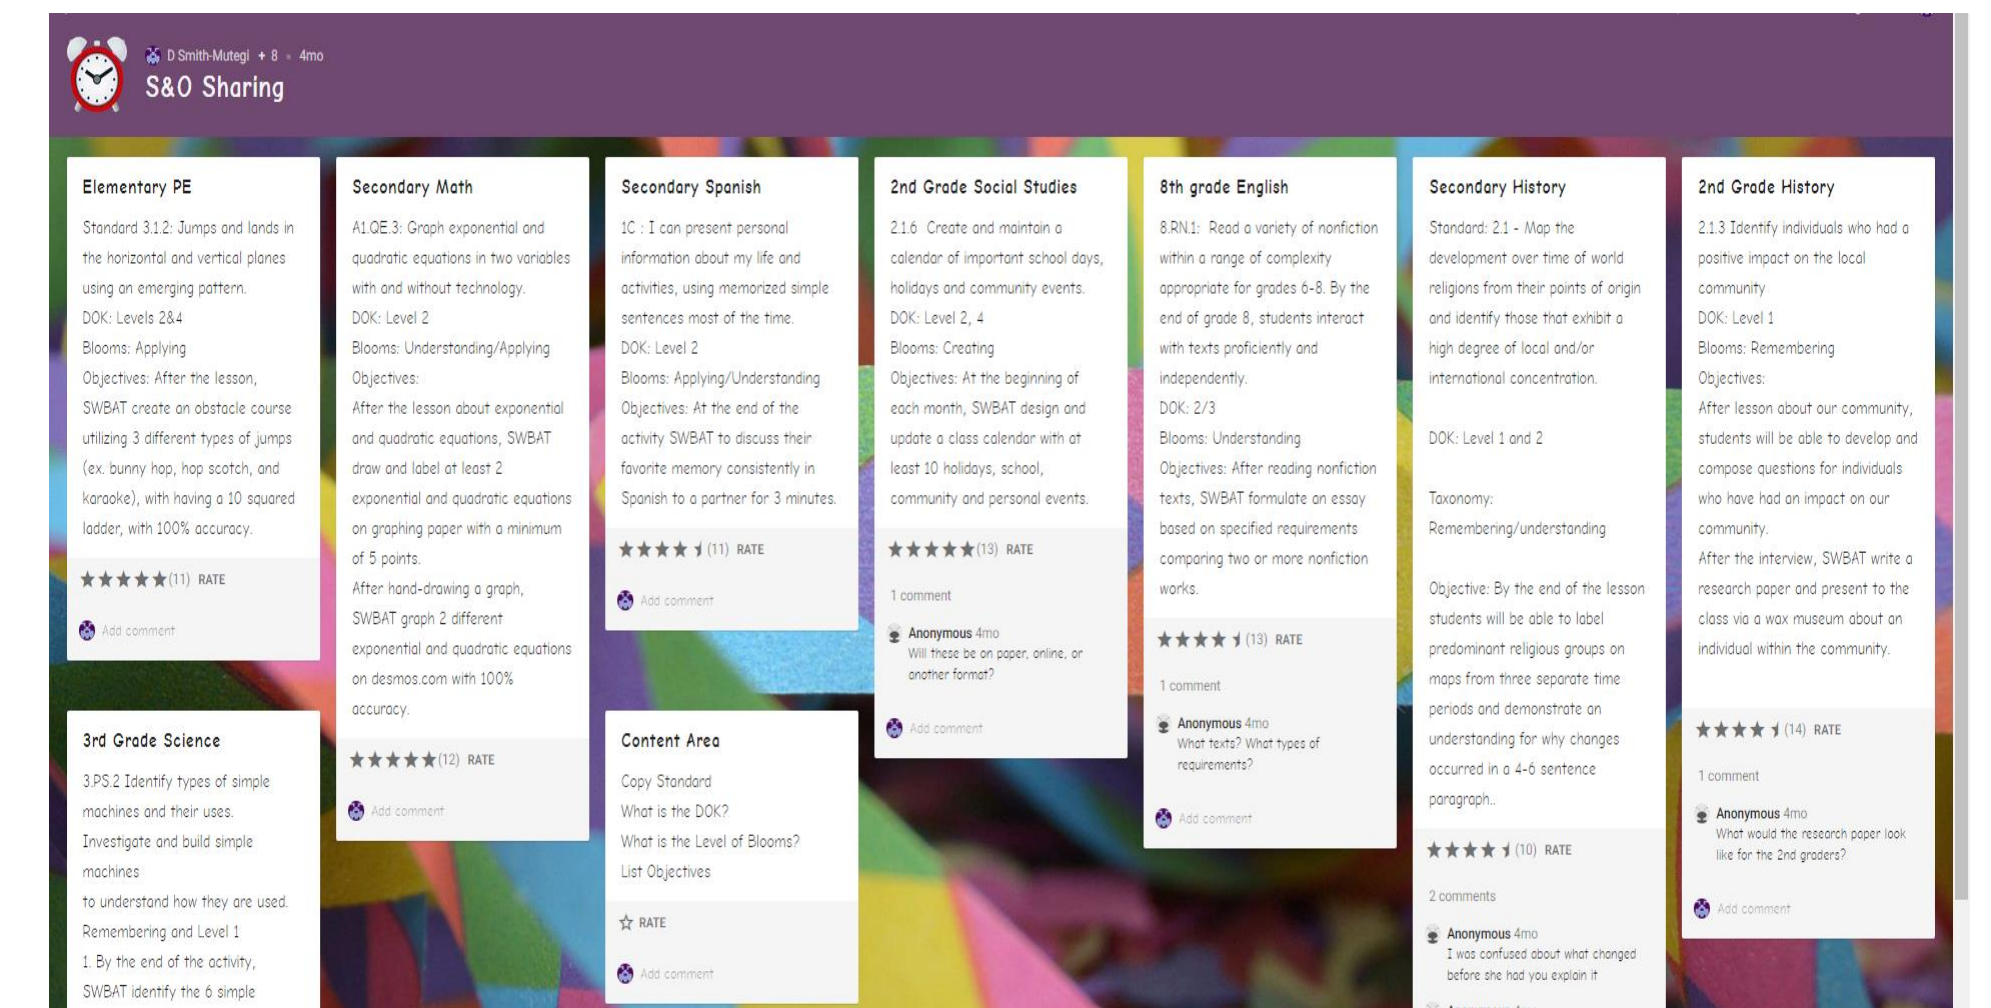 D Smith-Mutegi + 8 • 4mo
S&O Sharing
Elementary PE
Standard 3.1.2: Jumps and lands in
the horizontal and vertical planes
using an emerging pattern.
DOK: Levels 2&4
Blooms: Applying
Objectives: After the lesson,
SWBAT create an obstacle course
utilizing 3 different types of jumps
(ex. bunny hop, hop scotch, and
karaoke), with having a 10 squared
ladder, with 100% accuracy.
(11) RATE
Add comment
3rd Grade Science
3.PS.2 Identify types of simple
machines and their uses.
Investigate and build simple
machines
to understand how they are used.
Remembering and Level 1
1. By the end of the activity,
SWBAT identify the 6 simple
Secondary Math
A1.QE.3: Graph exponential and
quadratic equations in two variables
with and without technology.
DOK: Level 2
Blooms: Understanding/Applying
Objectives:
After the lesson about exponential
and quadratic equations, SWBAT
draw and label at least 2
exponential and quadratic equations
on graphing paper with a minimum
of 5 points.
After hand-drawing a graph,
SWBAT graph 2 different
exponential and quadratic equations
on desmos.com with 100%
accuracy.
(12) RATE
Add comment
Secondary Spanish
1C : I can present personal
information about my life and
activities, using memorized simple
sentences most of the time.
DOK: Level 2
Blooms: Applying/Understanding
Objectives: At the end of the
activity SWBAT to discuss their
favorite memory consistently in
Spanish to a partner for 3 minutes.
(11) RATE
Add comment
Content Area
Copy Standard
What is the DOK?
What is the Level of Blooms?
List Objectives
RATE
Add comment
2nd Grade Social Studies
2.1.6 Create and maintain a
calendar of important school days,
holidays and community events.
DOK: Level 2, 4
Blooms: Creating
Objectives: At the beginning of
each month, SWBAT design and
update a class calendar with at
least 10 holidays, school,
community and personal events.
(13) RATE
1 comment
Anonymous 4mo
Will these be on paper, online, or
another format?
Add comment
8th grade English
8.RN.1: Read a variety of nonfiction
within a range of complexity
appropriate for grades 6-8. By the
end of grade 8, students interact
with texts proficiently and
independently.
DOK: 2/3
Blooms: Understanding
Objectives: After reading nonfiction
texts, SWBAT formulate an essay
based on specified requirements
comparing two or more nonfiction
works.
(13) RATE
1 comment
Anonymous 4mo
What texts? What types of
requirements?
Add comment
Secondary History
Standard: 2.1 - Map the
development over time of world
religions from their points of origin
and identify those that exhibit a
high degree of local and/or
international concentration.
DOK: Level 1 and 2
Taxonomy:
Remembering/understanding
Objective: By the end of the lesson
students will be able to label
predominant religious groups on
maps from three separate time
periods and demonstrate an
understanding for why changes
occurred in a 4-6 sentence
paragraph..
(10) RATE
2 comments
Anonymous 4mo
I was confused about what changed
before she had you explain it
2nd Grade History
2.1.3 Identify individuals who had a
positive impact on the local
community
DOK: Level 1
Blooms: Remembering
Objectives:
After lesson about our community,
students will be able to develop and
compose questions for individuals
who have had an impact on our
community.
After the interview, SWBAT write a
research paper and present to the
class via a wax museum about an
individual within the community.
(14) RATE
1 comment
Anonymous 4mo
What would the research paper look
like for the 2nd graders?
Add comment